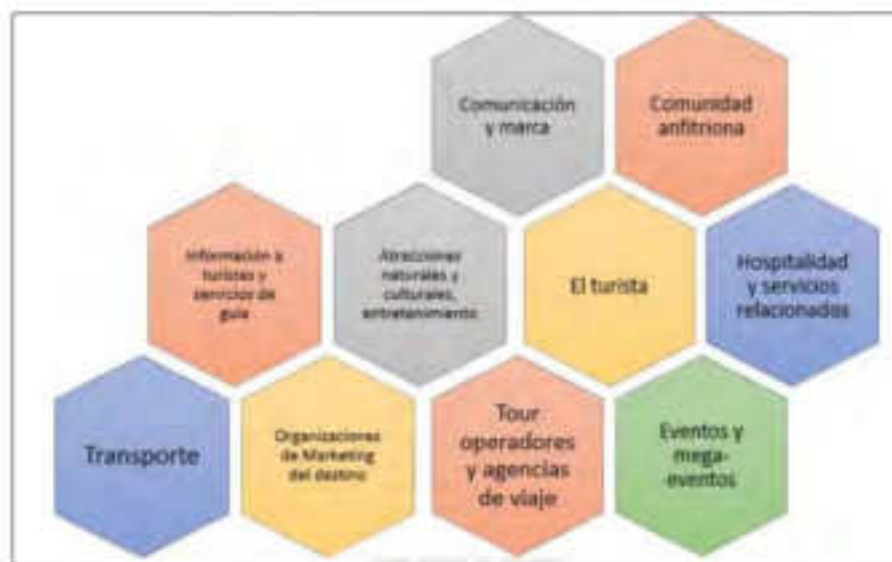 Comunicación
y marca
Comunidad
anfitriona
Información a
turistas y
servicios de
guía
Atracciones
naturales y
culturales,
entretenimiento
El turista
Hospitalidad
y servicios
relacionados
Transporte
Organizaciones
de Marketing
del destino
Tour
operadores
y agencias
de viaje
Eventos y
mega-
eventos